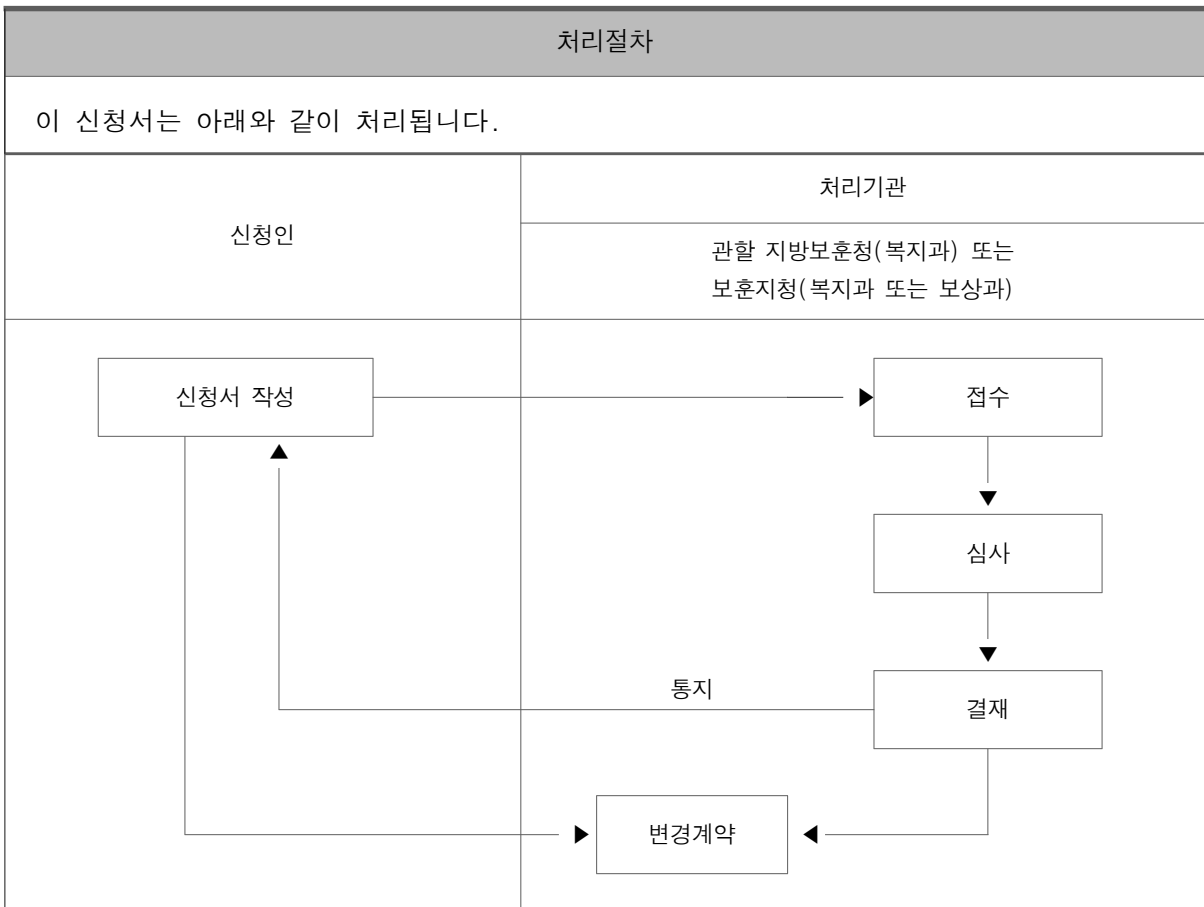 처리절차
이 신청서는 아래와 같이 처리됩니다.
신청인
처리기관
관할 지방보훈청(복지과) 또는
보훈지청(복지과 또는 보상과)
신청서 작성
접수
심사
통지
결재
변경계약